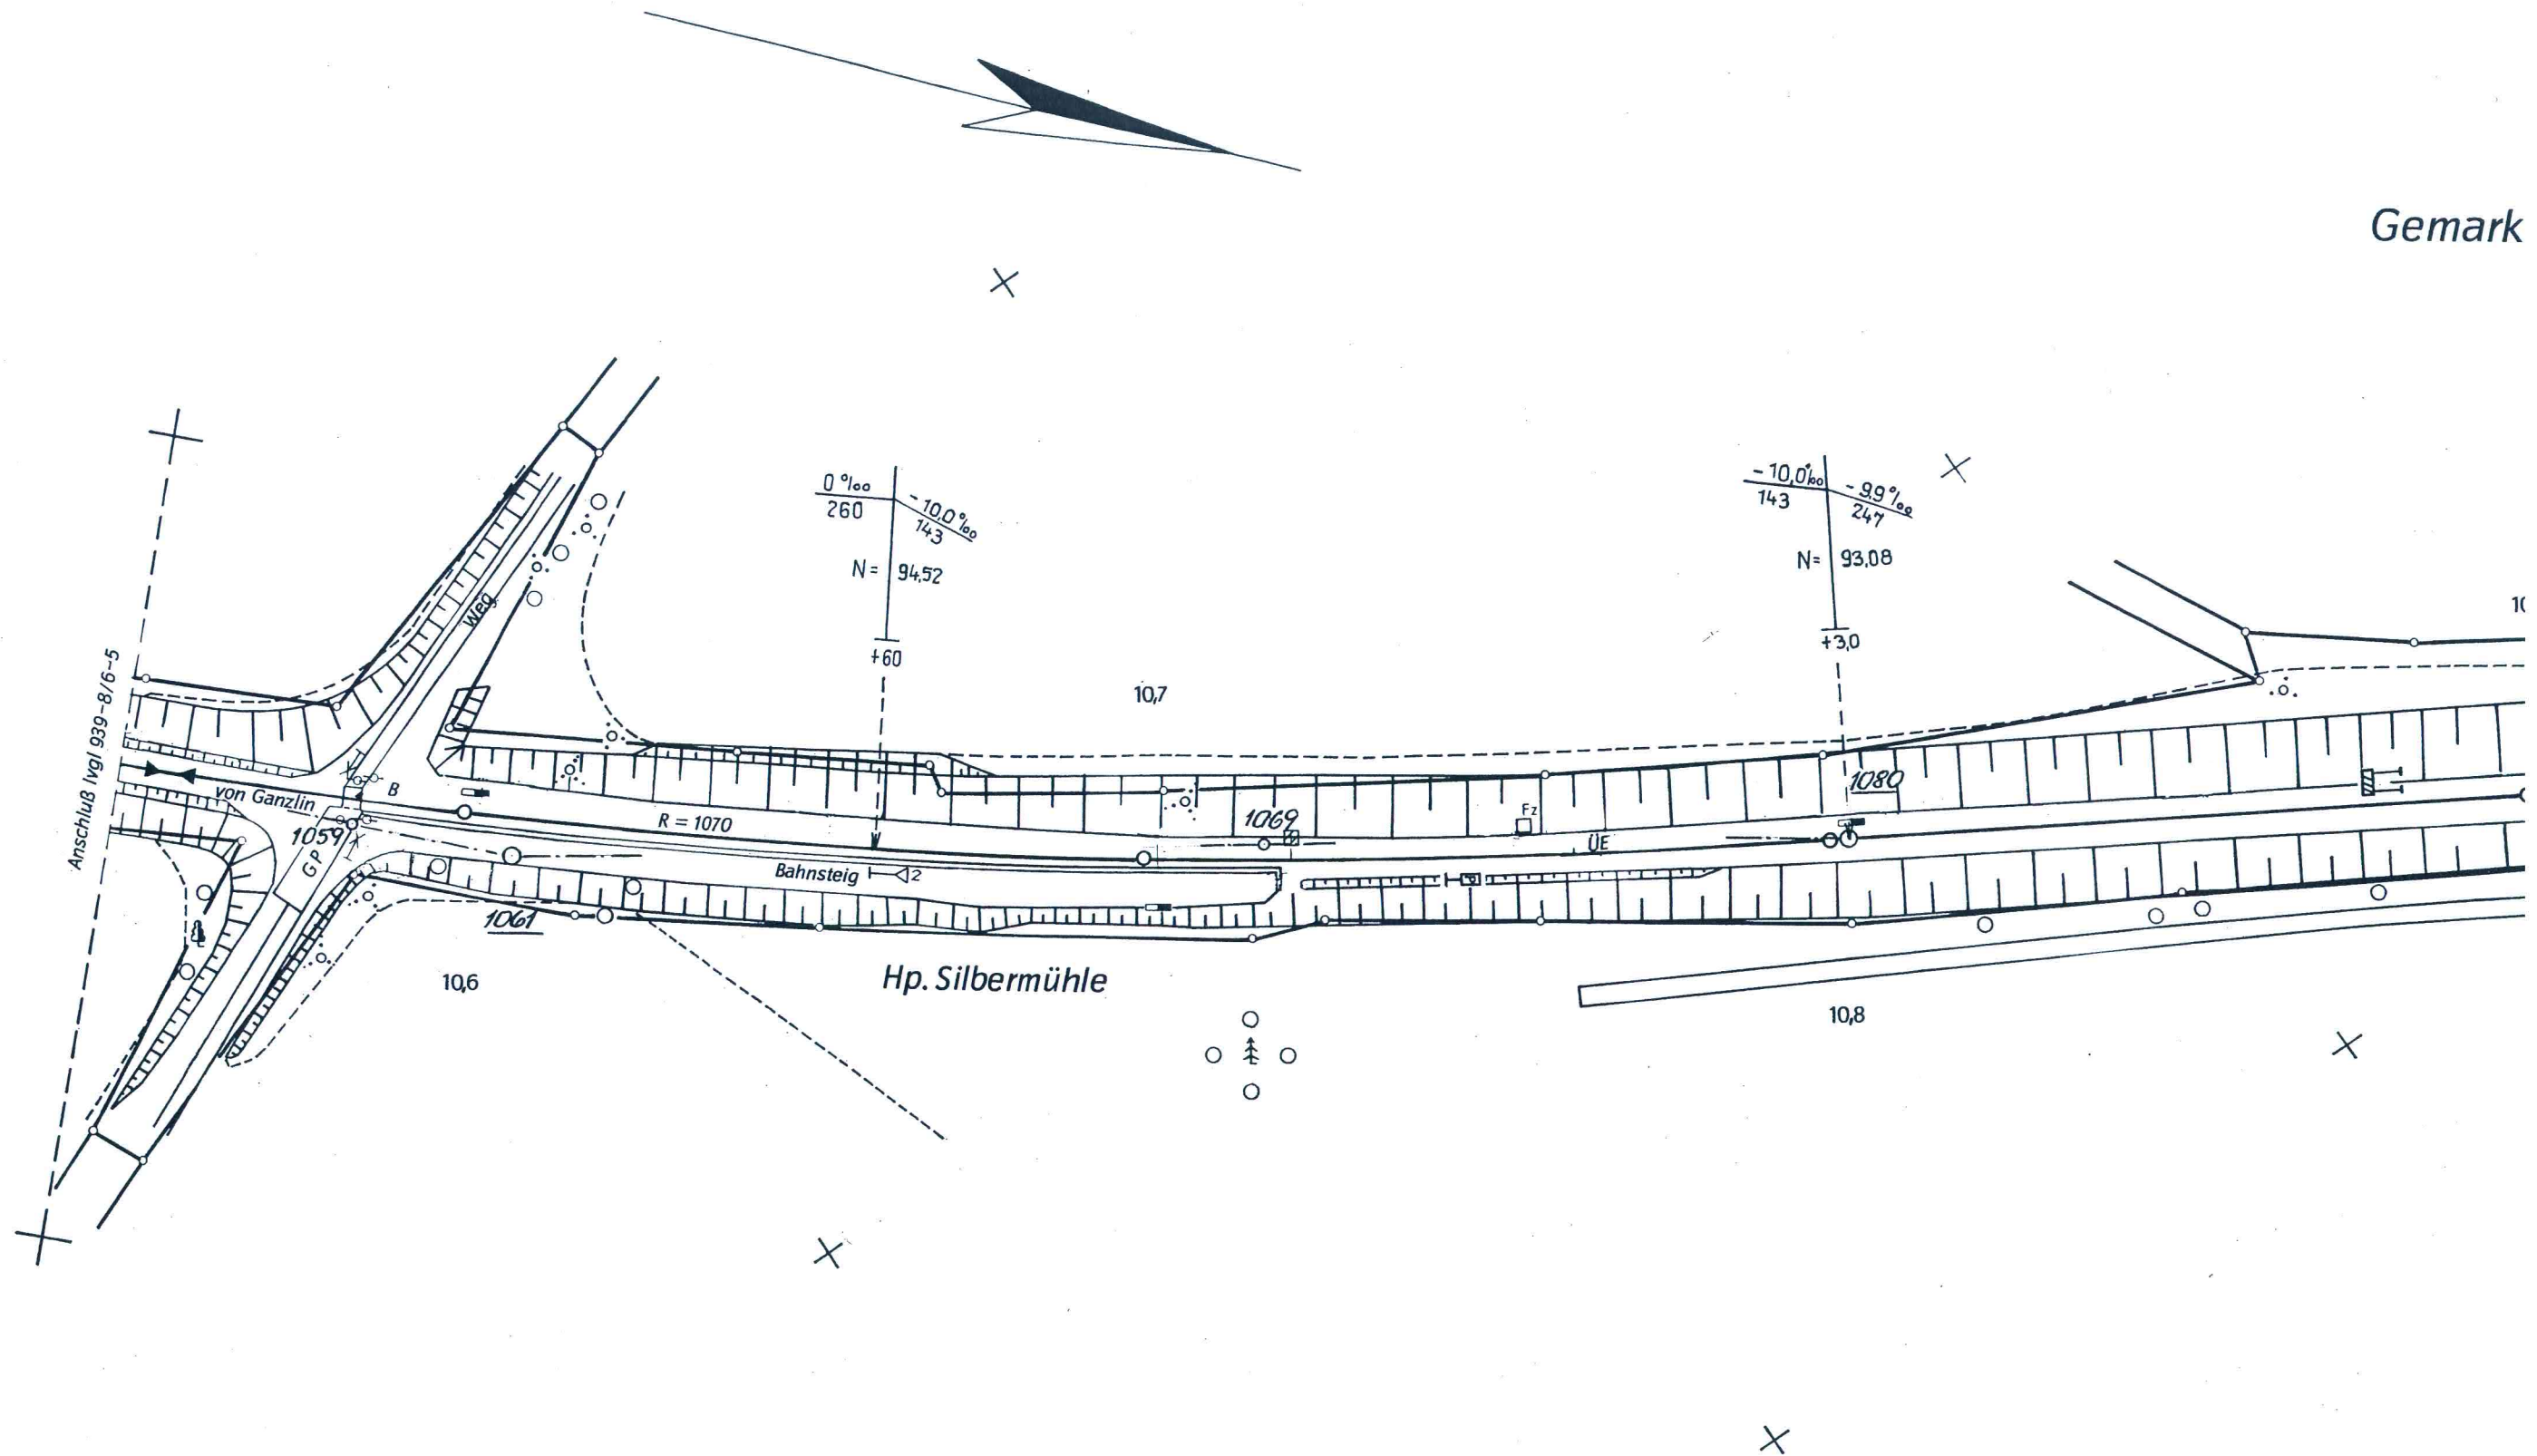 Gemark
0 ‰
260
-10,0 ‰
143
N= 94,52
+60
-10,0 ‰
143
-9,9 ‰
247
N= 93,08
+3,0
10
Weg
Anschluß lvgl 939-8/6-5
10,7
von Ganzlin
B
1059
GP
R = 1070
1069
Fz
ÜE
1080
Bahnsteig 2
1061
10,6
Hp. Silbermühle
10,8